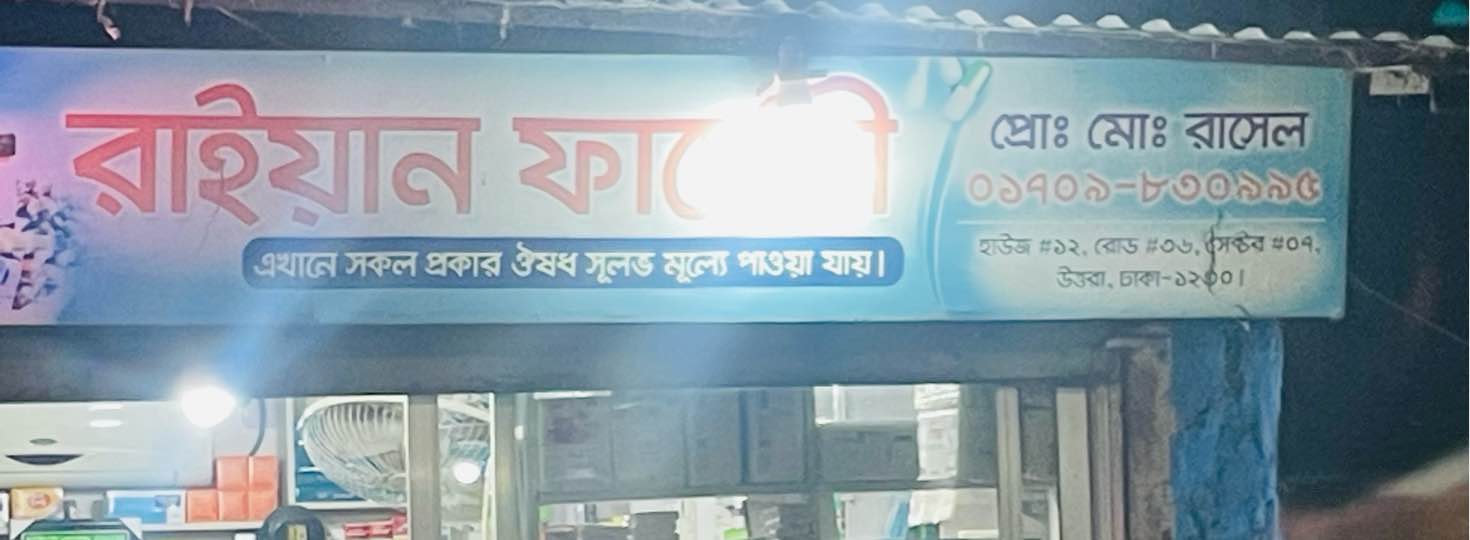 রাইয়ান
এখানে সকল প্রকার ঔষধ সূলভ মূল্যে পাওয়া যায়।
প্রোঃ মোঃ রাসেল
০১৭০৯-৮৩০৯৯৫
হাউজ #১২, রোড #০৬, সেক্টর #০৭,
উত্তরা, ঢাকা-১২৩০।